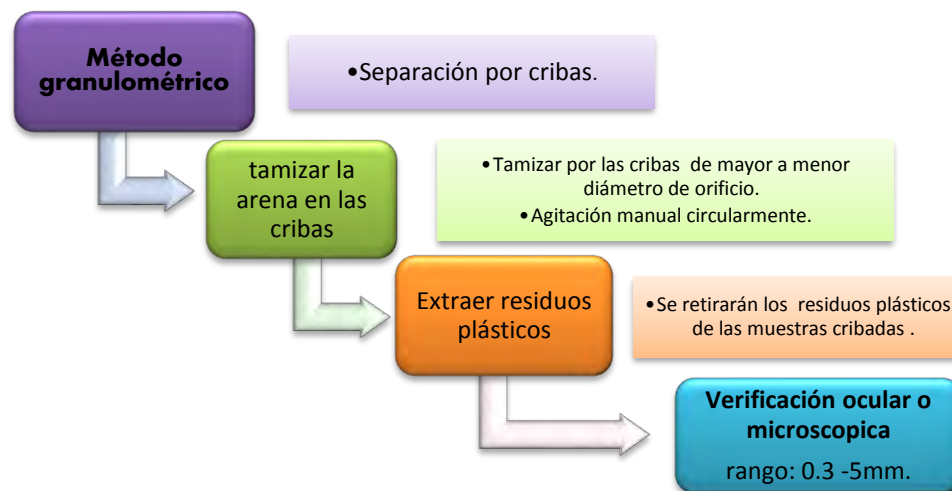 Método
granulométrico
•Separación por cribas.
tamizar la
arena en las
cribas
•Tamizar por las cribas de mayor a menor
diámetro de orificio.
•Agitación manual circularmente.
Extraer residuos
plásticos
•Se retirarán los residuos plásticos
de las muestras cribadas .
Verificación ocular o
microscopica
rango: 0.3 -5mm.